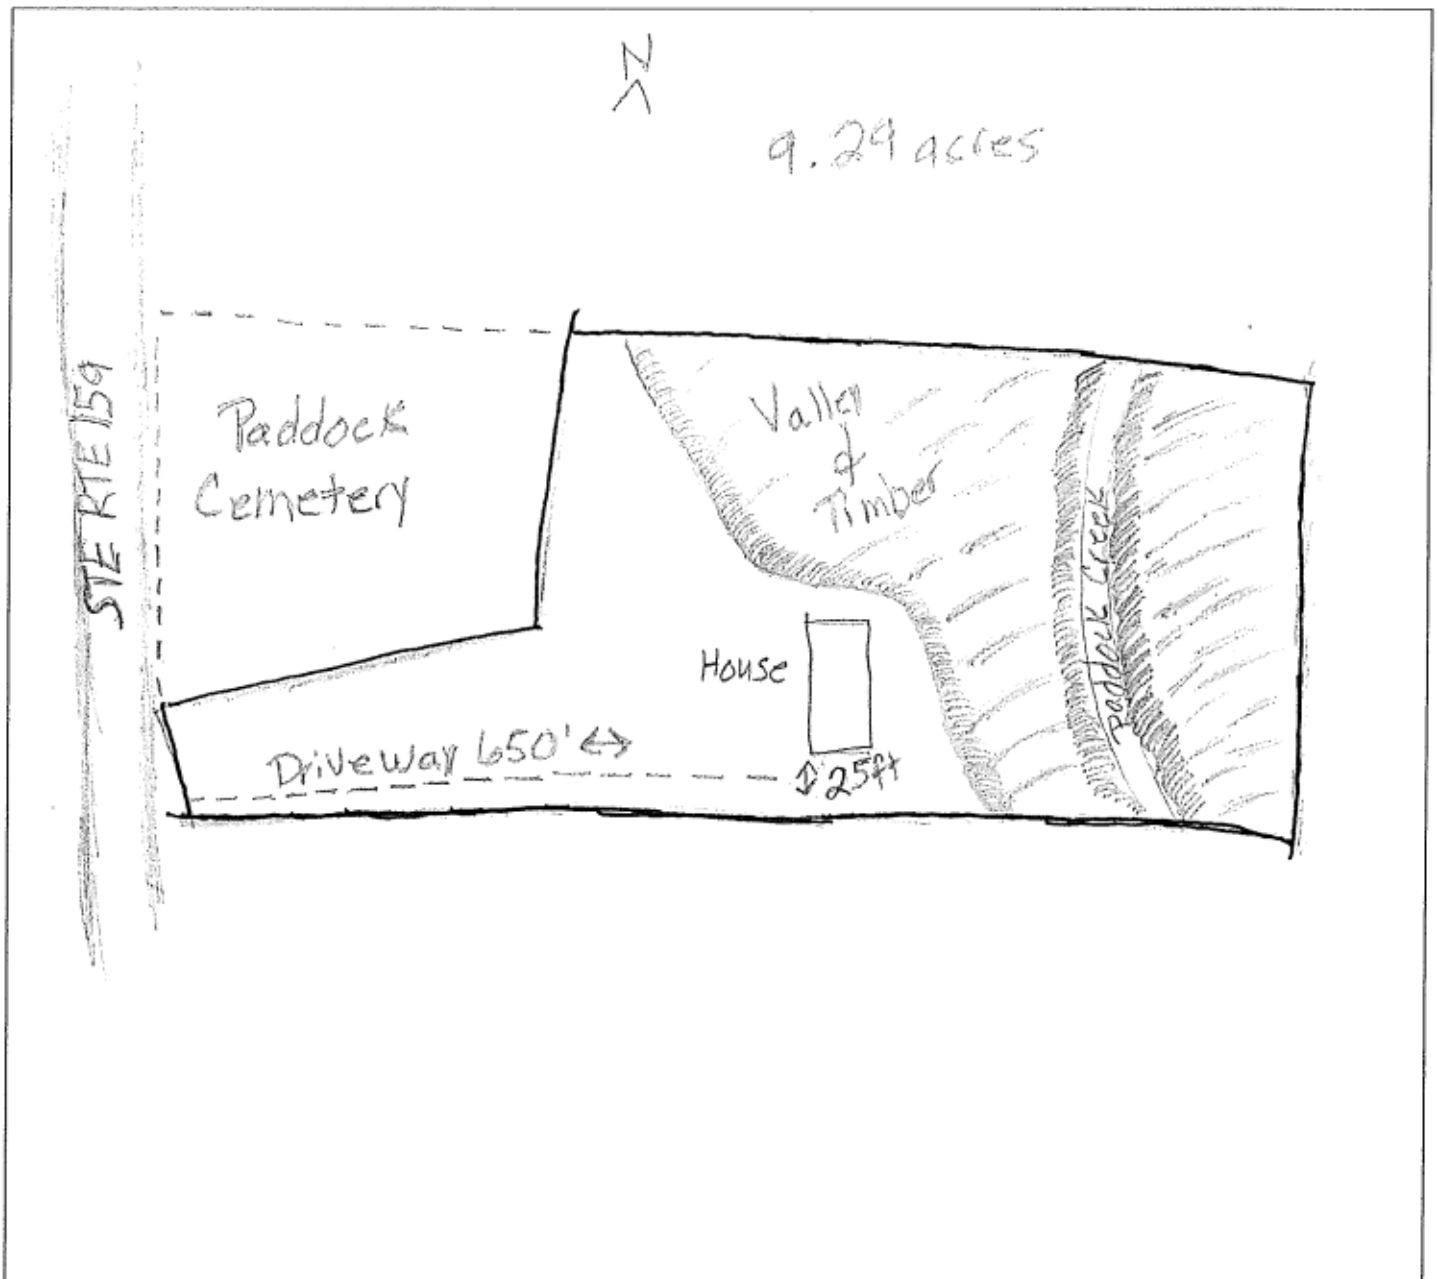 N
9.29 acres
STE RTE 159
Paddock
Cemetery
Valley
&
Timber
Paddock Creek
House
Driveway 650'
25ft